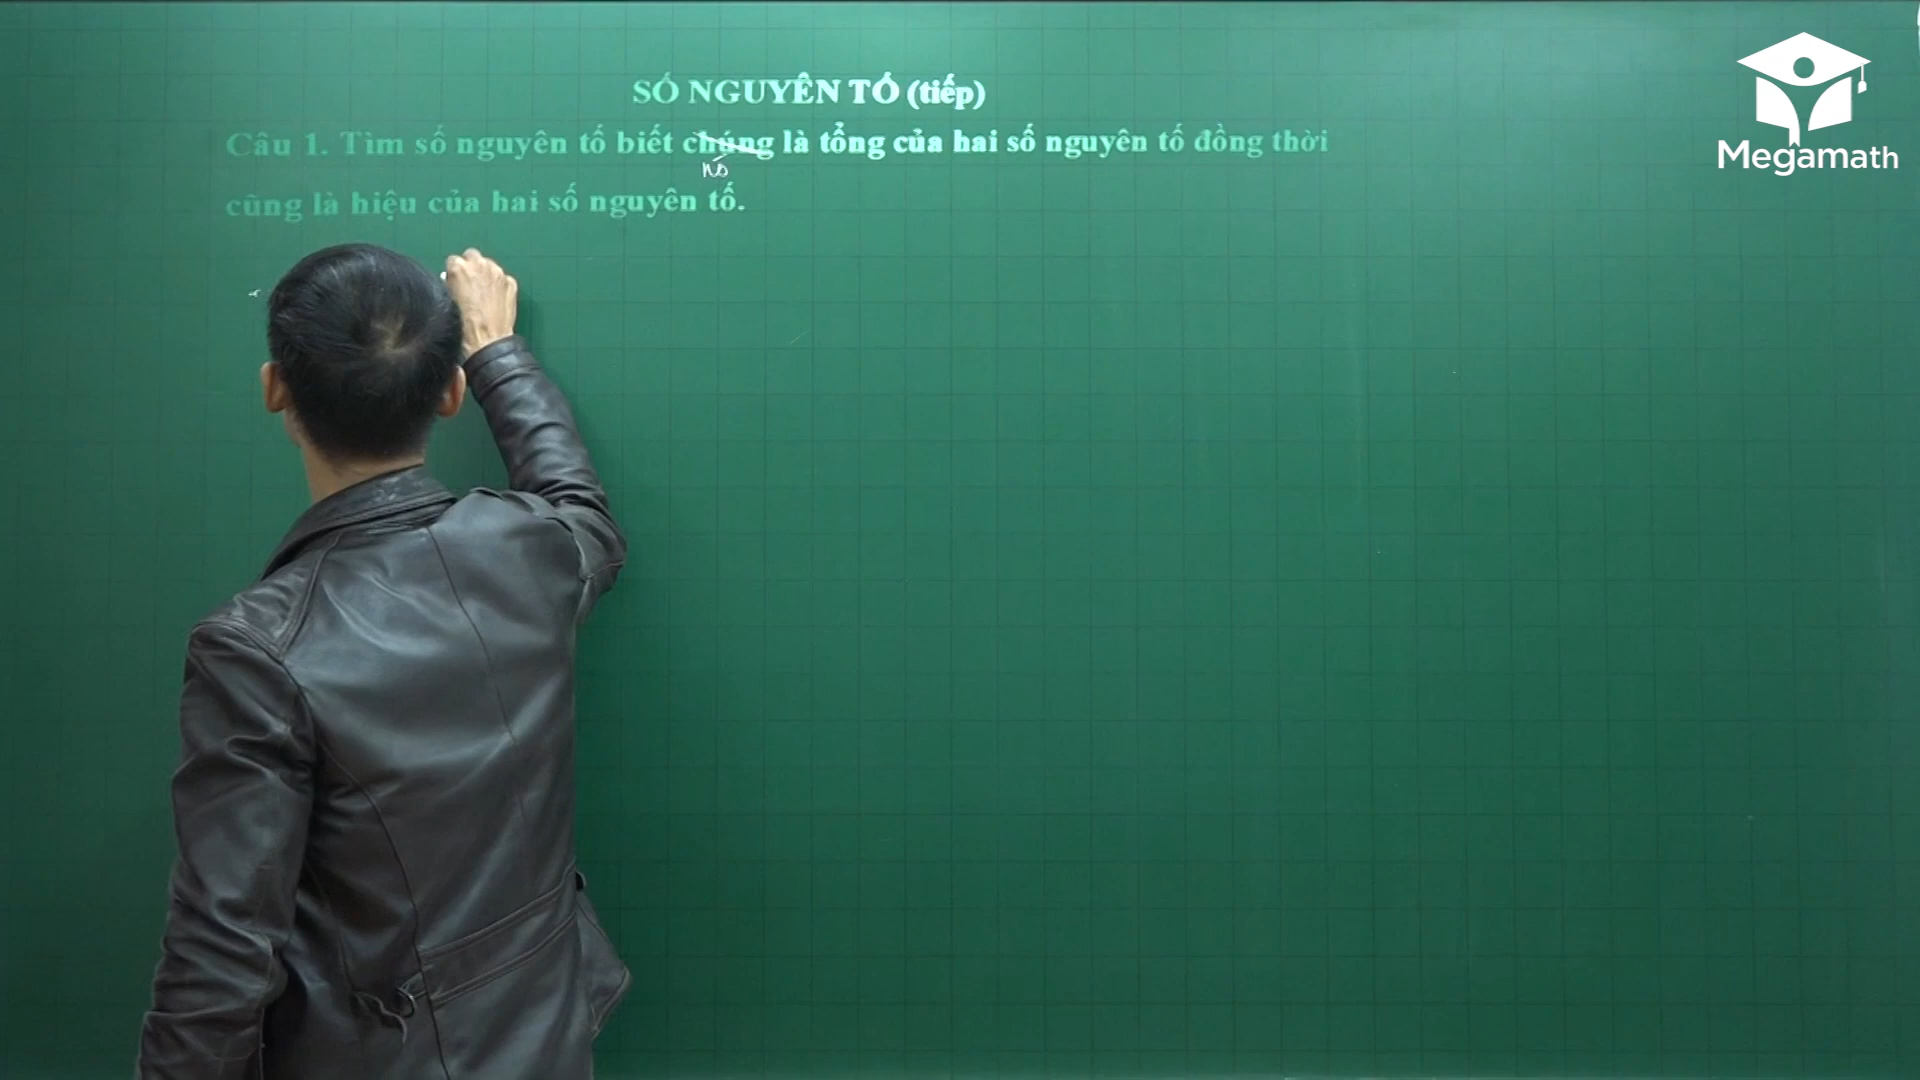 SỐ NGUYÊN TỐ (tiếp)
Câu 1. Tìm số nguyên tố biết chúng là tổng của hai số nguyên tố đồng thời
nó
cũng là hiệu của hai số nguyên tố.
Megamath